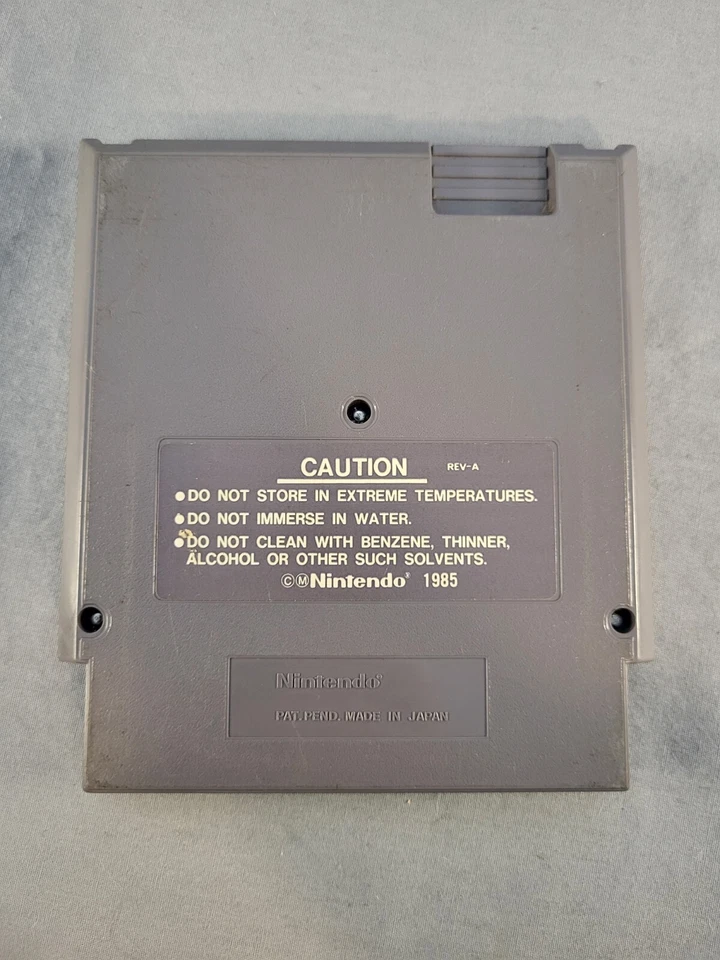 CAUTION REV-A
●DO NOT STORE IN EXTREME TEMPERATURES.
●DO NOT IMMERSE IN WATER.
●DO NOT CLEAN WITH BENZENE, THINNER,
ALCOHOL OR OTHER SUCH SOLVENTS.
©ⓂNintendo® 1985
Nintendo®
PAT. PEND. MADE IN JAPAN